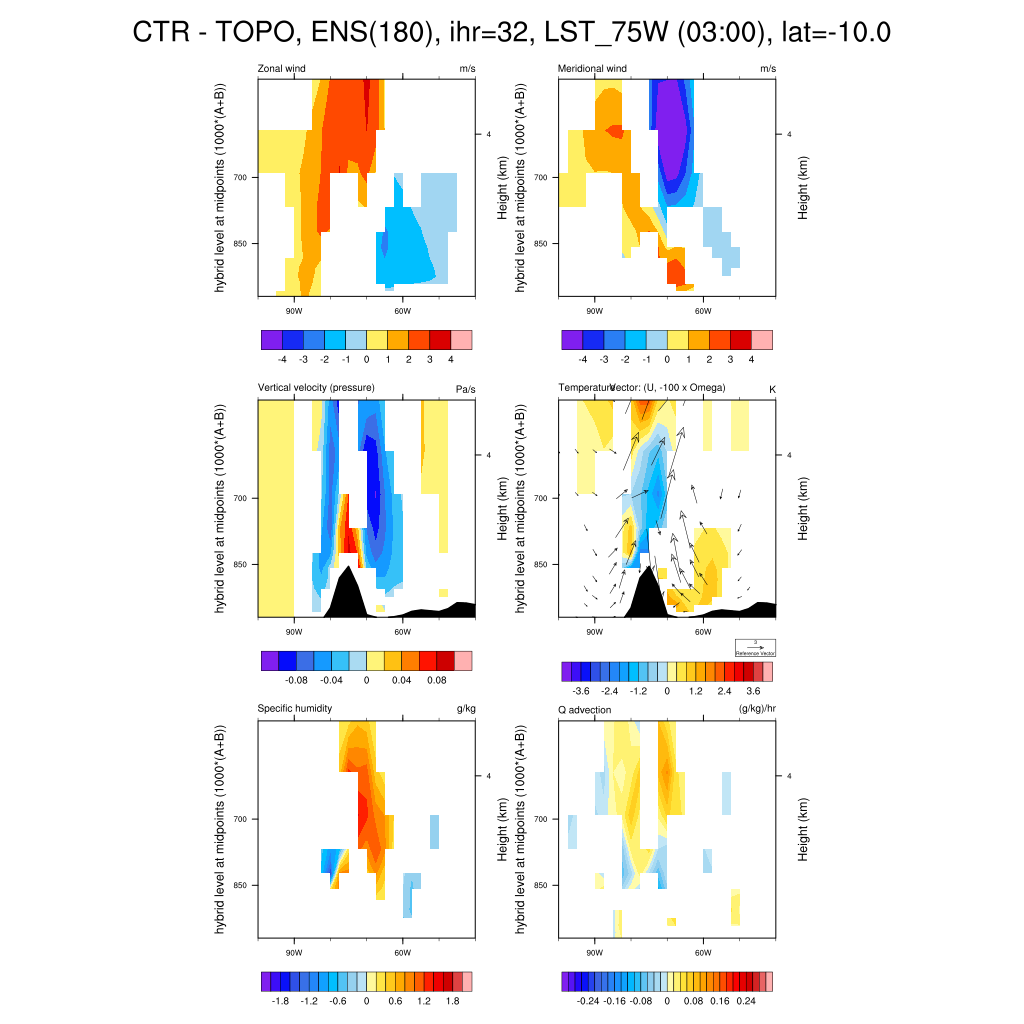 CTR - TOPO, ENS(180), ihr=32, LST_75W (03:00), lat=-10.0
Zonal wind m/s
hybrid level at midpoints (1000*(A+B))
700
850
4
Height (km)
90W 60W
-4 -3 -2 -1 0 1 2 3 4
Meridional wind m/s
hybrid level at midpoints (1000*(A+B))
700
850
4
Height (km)
90W 60W
-4 -3 -2 -1 0 1 2 3 4
Vertical velocity (pressure) Pa/s
hybrid level at midpoints (1000*(A+B))
700
850
4
Height (km)
90W 60W
-0.08 -0.04 0 0.04 0.08
Temperature Vector: (U, -100 x Omega) K
hybrid level at midpoints (1000*(A+B))
700
850
4
Height (km)
90W 60W
3
Reference Vector
-3.6 -2.4 -1.2 0 1.2 2.4 3.6
Specific humidity g/kg
hybrid level at midpoints (1000*(A+B))
700
850
4
Height (km)
90W 60W
-1.8 -1.2 -0.6 0 0.6 1.2 1.8
Q advection (g/kg)/hr
hybrid level at midpoints (1000*(A+B))
700
850
4
Height (km)
90W 60W
-0.24 -0.16 -0.08 0 0.08 0.16 0.24